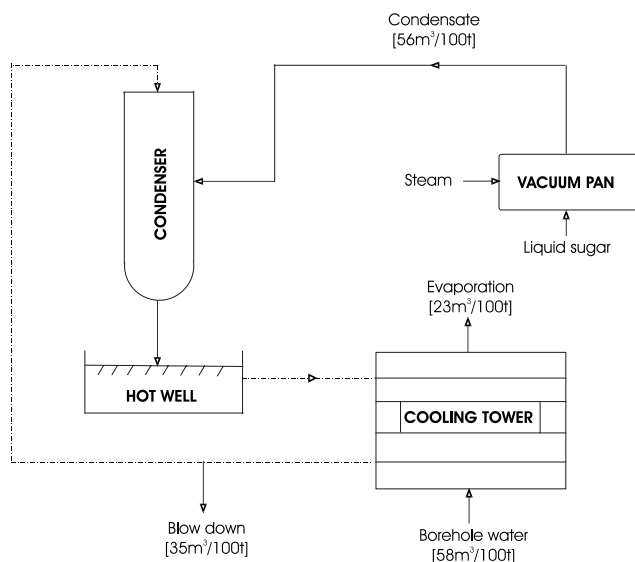 Condensate
[56m³/100t]
CONDENSER
Steam
VACUUM PAN
Liquid sugar
Evaporation
[23m³/100t]
HOT WELL
COOLING TOWER
Blow down
[35m³/100t]
Borehole water
[58m³/100t]